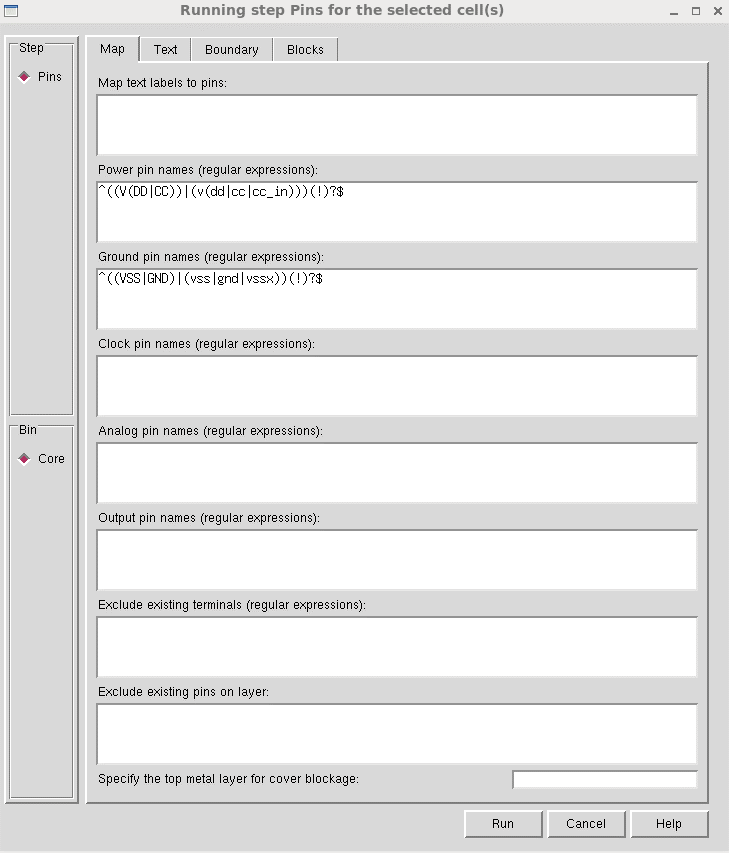 Running step Pins for the selected cell(s)
Step
Pins
Bin
Core
Map Text Boundary Blocks
Map text labels to pins:
Power pin names (regular expressions):
^((V(DD|CC))|(v(dd|cc|cc_in)))(!)?$
Ground pin names (regular expressions):
^((VSS|GND)|(vss|gnd|vssx))(!)?$
Clock pin names (regular expressions):
Analog pin names (regular expressions):
Output pin names (regular expressions):
Exclude existing terminals (regular expressions):
Exclude existing pins on layer:
Specify the top metal layer for cover blockage:
Run Cancel Help